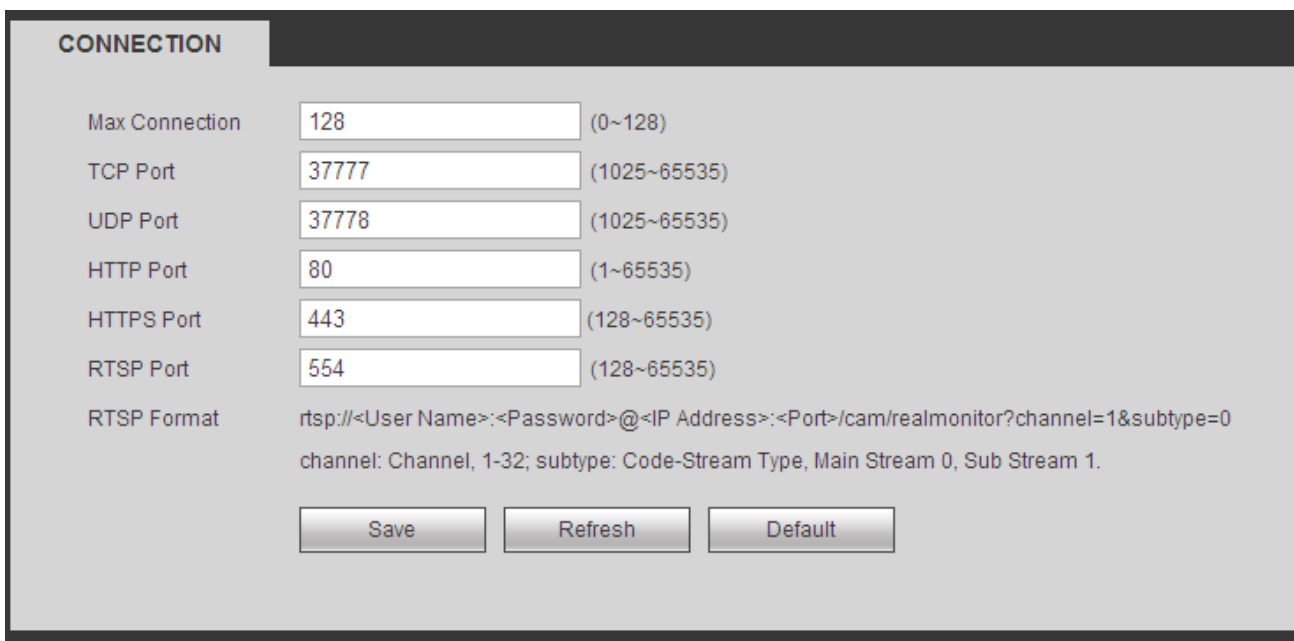 CONNECTION
Max Connection 128 (0~128)
TCP Port 37777 (1025~65535)
UDP Port 37778 (1025~65535)
HTTP Port 80 (1~65535)
HTTPS Port 443 (128~65535)
RTSP Port 554 (128~65535)
RTSP Format rtsp://<User Name>:<Password>@<IP Address>:<Port>/cam/realmonitor?channel=1&subtype=0
channel: Channel, 1-32; subtype: Code-Stream Type, Main Stream 0, Sub Stream 1.
Save Refresh Default